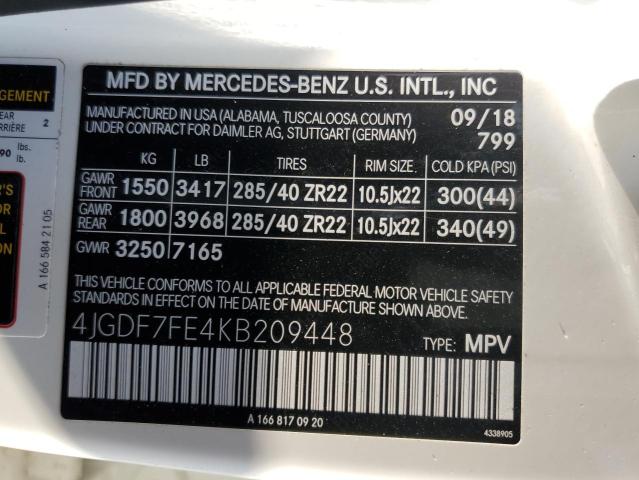 GEMENT
EAR
RRIÈRE 2
90 lbs.
lb.
R'S
OR
L
ON
A 166 584 21 05
MFD BY MERCEDES-BENZ U.S. INTL., INC
MANUFACTURED IN USA (ALABAMA, TUSCALOOSA COUNTY) 09/18
UNDER CONTRACT FOR DAIMLER AG, STUTTGART (GERMANY) 799
KG LB TIRES RIM SIZE. COLD KPA(PSI)
GAWR FRONT 1550 3417 285/40 ZR22 10.5Jx22 300(44)
GAWR REAR 1800 3968 285/40 ZR22 10.5Jx22 340(49)
GVWR 3250 7165
THIS VEHICLE CONFORMS TO ALL APPLICABLE FEDERAL MOTOR VEHICLE SAFETY
STANDARDS IN EFFECT ON THE DATE OF MANUFACTURE SHOWN ABOVE.
4JGDF7FE4KB209448 TYPE: MPV
A 166 817 09 20
4338905